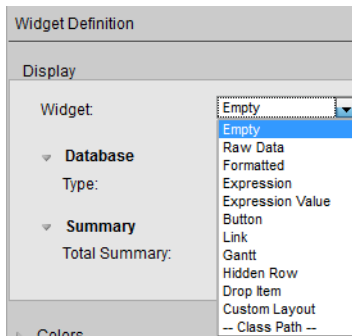 Widget Definition
Display
Widget: Empty
Empty
Raw Data
Database
Formatted
Type: Expression
Expression Value
Button
Summary
Link
Total Summary: Gantt
Hidden Row
Drop Item
Custom Layout
Colors
-- Class Path --